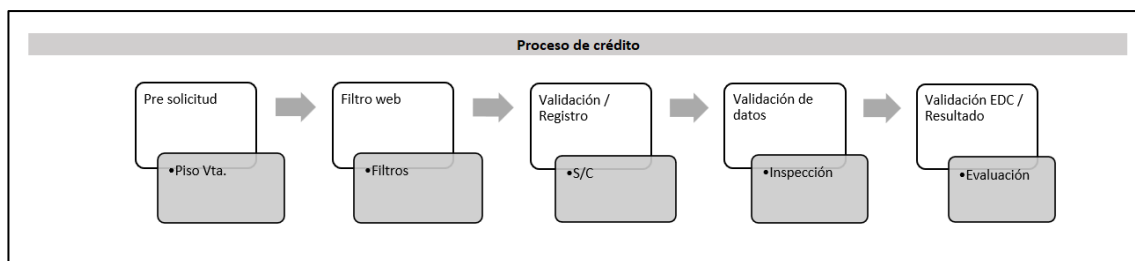 Proceso de crédito
Pre solicitud
•Piso Vta.
Filtro web
•Filtros
Validación /
Registro
•S/C
Validación de
datos
•Inspección
Validación EDC /
Resultado
•Evaluación